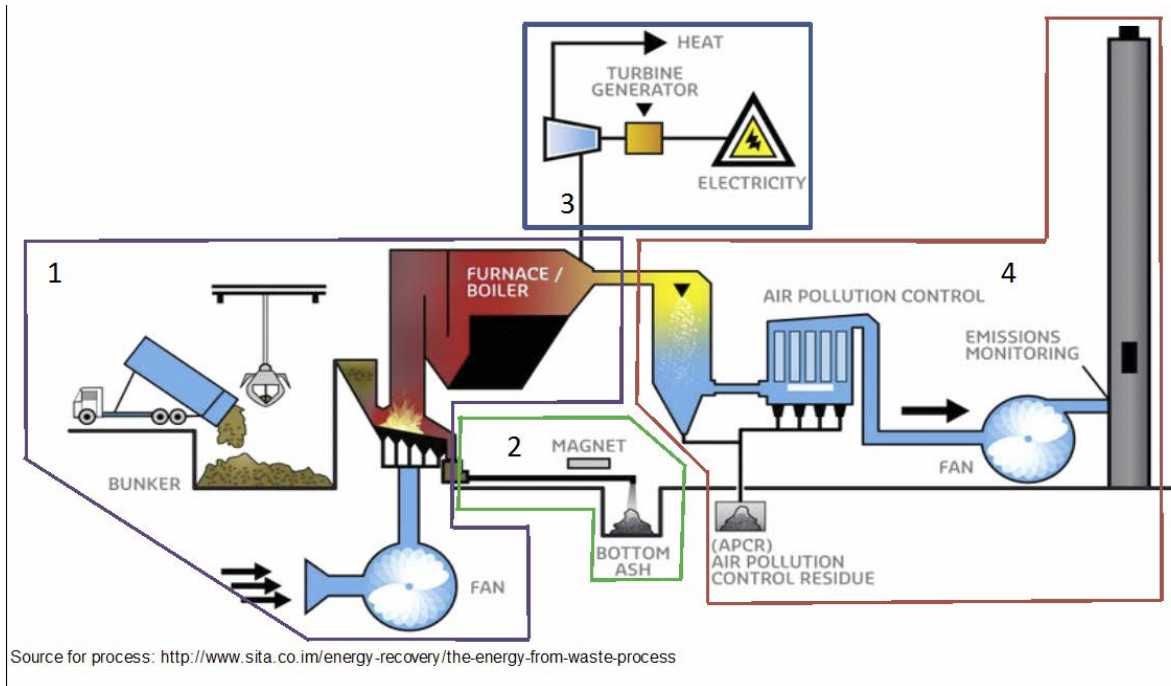 HEAT
TURBINE
GENERATOR
ELECTRICITY
3
1
FURNACE /
BOILER
4
AIR POLLUTION CONTROL
EMISSIONS
MONITORING
2
MAGNET
BUNKER
FAN
BOTTOM
ASH
(APCR)
AIR POLLUTION
CONTROL RESIDUE
FAN
Source for process: http://www.sita.co.im/energy-recovery/the-energy-from-waste-process